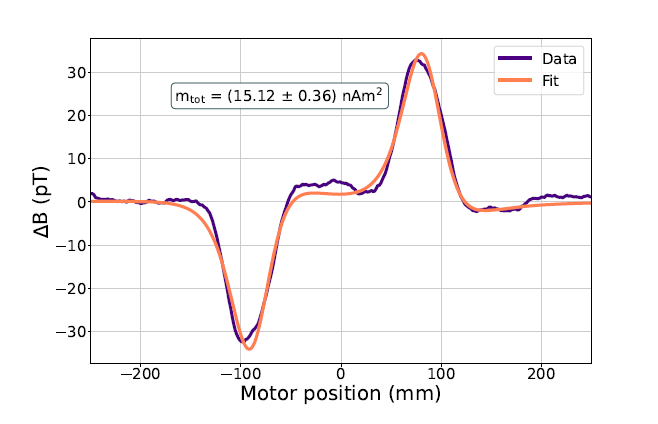 Data
Fit
m_tot = (15.12 ± 0.36) nAm²
ΔB (pT)
30
20
10
0
−10
−20
−30
−200
−100
0
100
200
Motor position (mm)